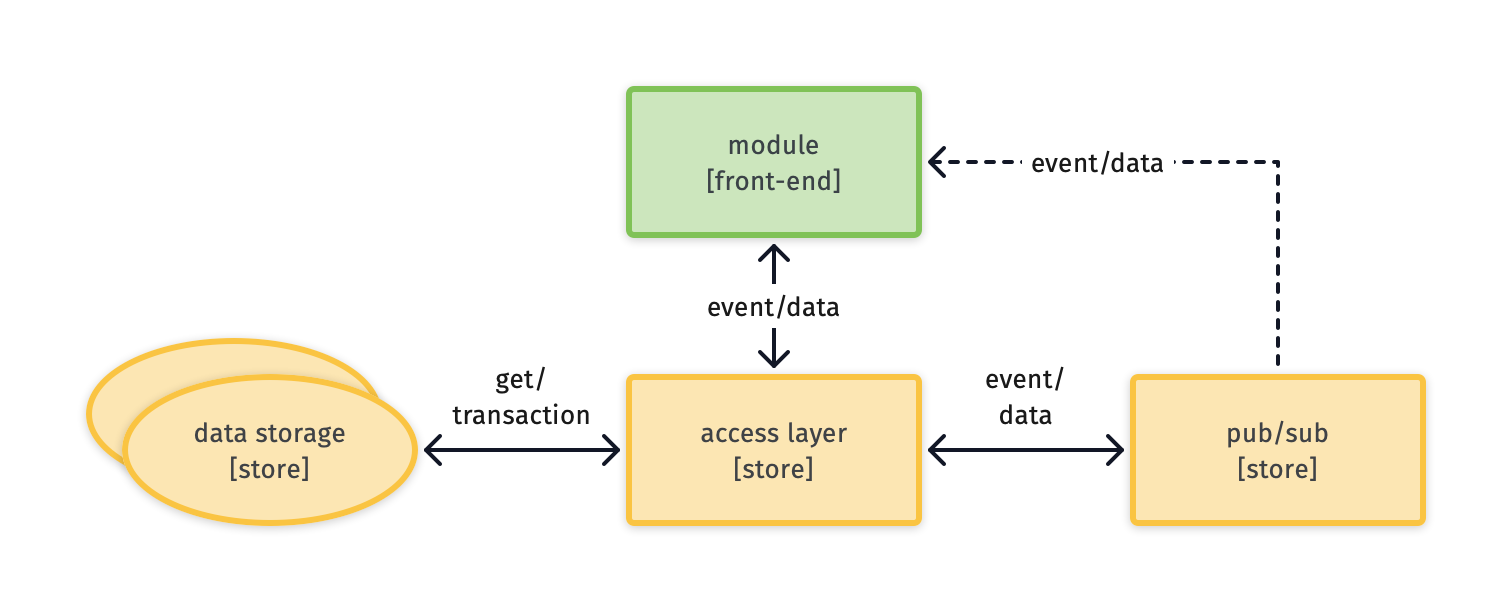 module
[front-end]
event/data
event/data
get/
transaction
event/
data
data storage
[store]
access layer
[store]
pub/sub
[store]